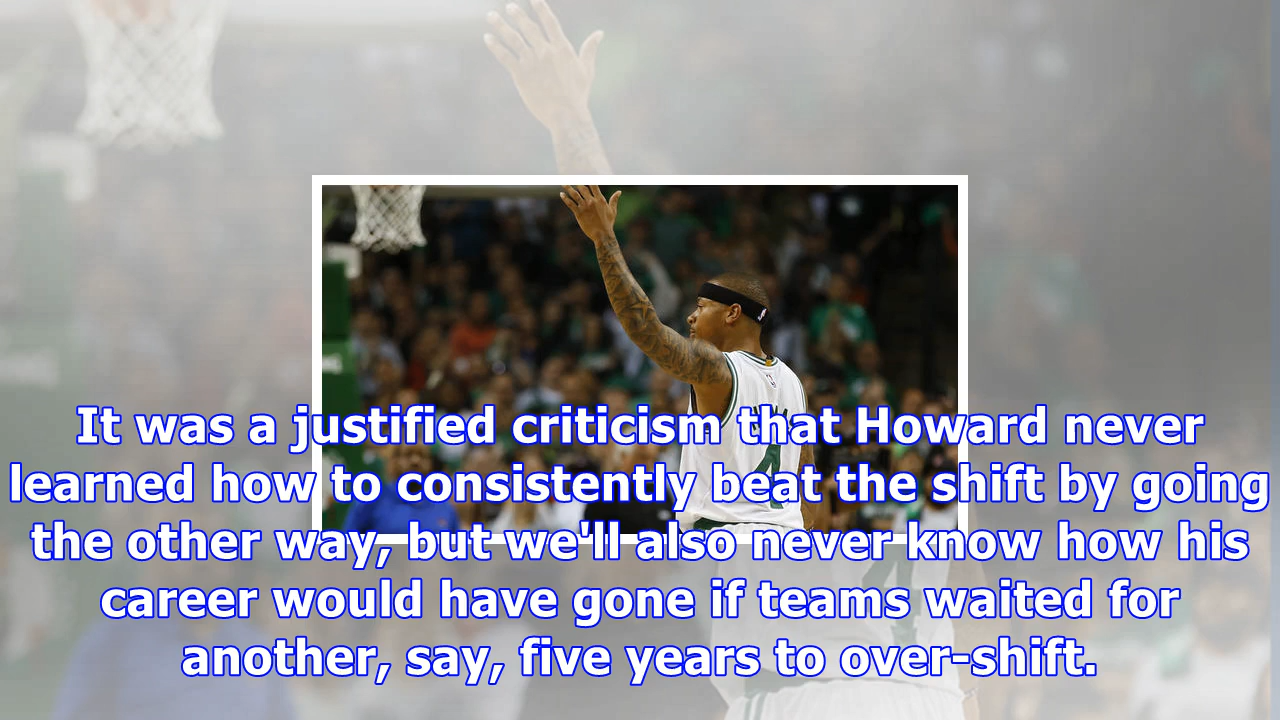 It was a justified criticism that Howard never
learned how to consistently beat the shift by going
the other way, but we'll also never know how his
career would have gone if teams waited for
another, say, five years to over-shift.
4
4